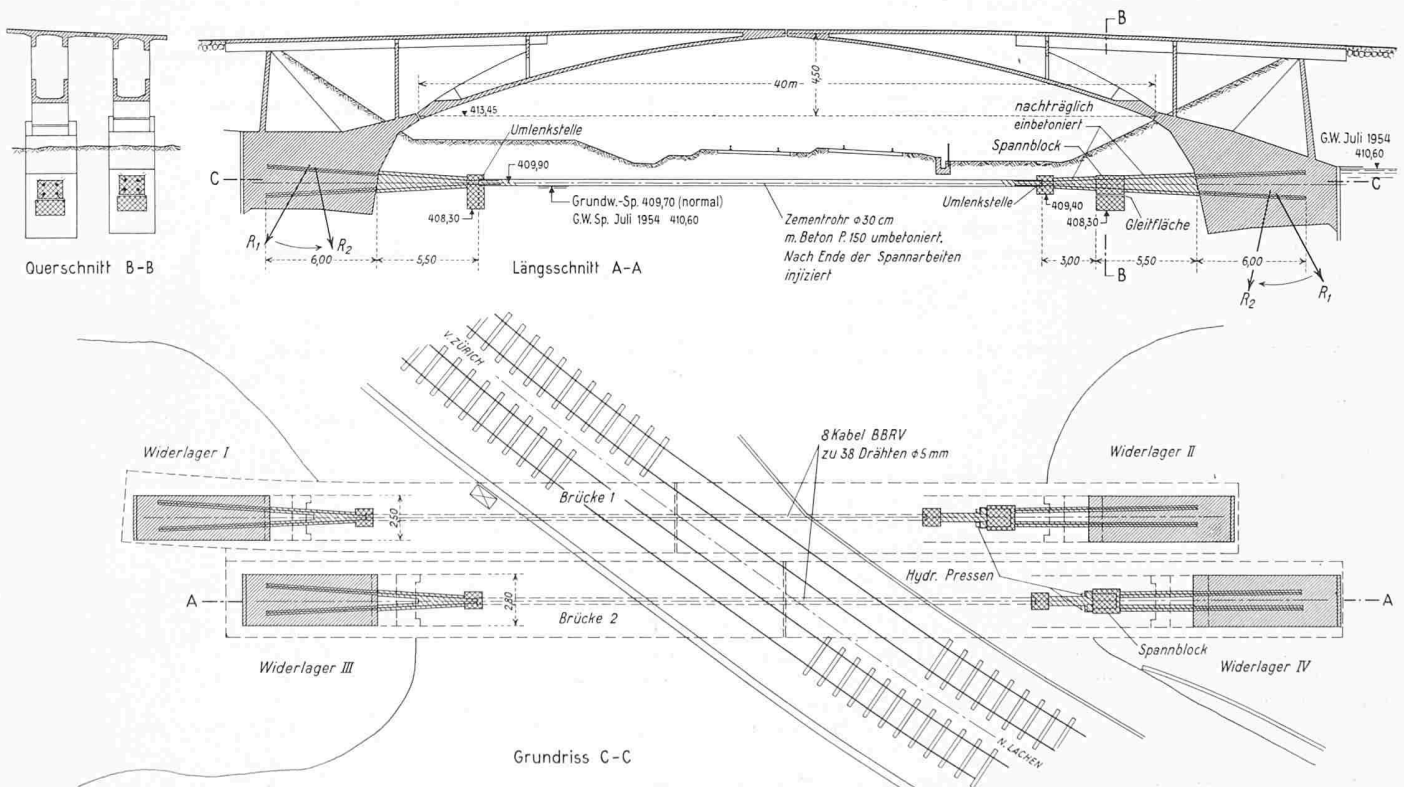 B
40m
4,50
413,45
Umlenkstelle
nachträglich
einbetoniert
Spannblock
G.W. Juli 1954
410,60
C
409,90
C
Grundw.-Sp. 409,70 (normal)
G.W. Sp. Juli 1954 410,60
408,30
Zementrohr ø 30 cm
m. Beton P. 150 umbetoniert.
Nach Ende der Spannarbeiten
injiziert
Umlenkstelle
409,40
408,30
Gleitfläche
R1
R2
6,00
5,50
3,00
5,50
6,00
R2
R1
B
Querschnitt B-B
Längsschnitt A-A
V. ZÜRICH
8 Kabel BBRV
zu 38 Drähten ø 5 mm
Widerlager I
Widerlager II
Brücke 1
2,50
Hydr. Pressen
A
2,80
Brücke 2
A
Spannblock
Widerlager III
Widerlager IV
N. LACHEN
Grundriss C-C